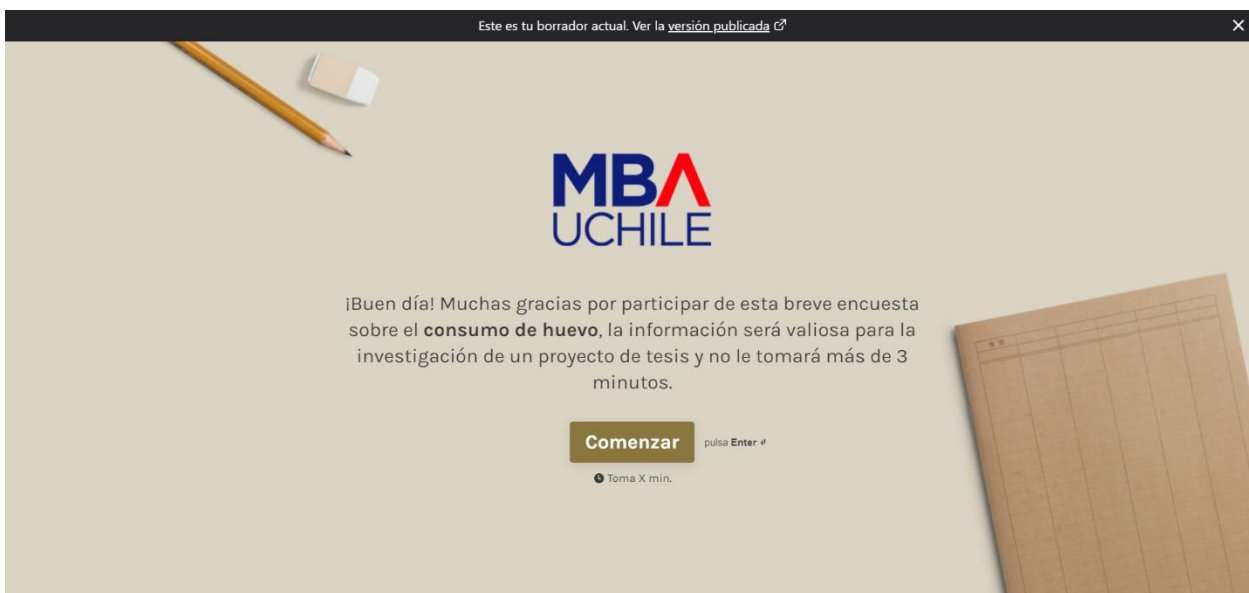 Este es tu borrador actual. Ver la versión publicada
MBA
UCHILE
¡Buen día! Muchas gracias por participar de esta breve encuesta
sobre el consumo de huevo, la información será valiosa para la
investigación de un proyecto de tesis y no le tomará más de 3
minutos.
Comenzar
pulsa Enter ↲
Toma X min.